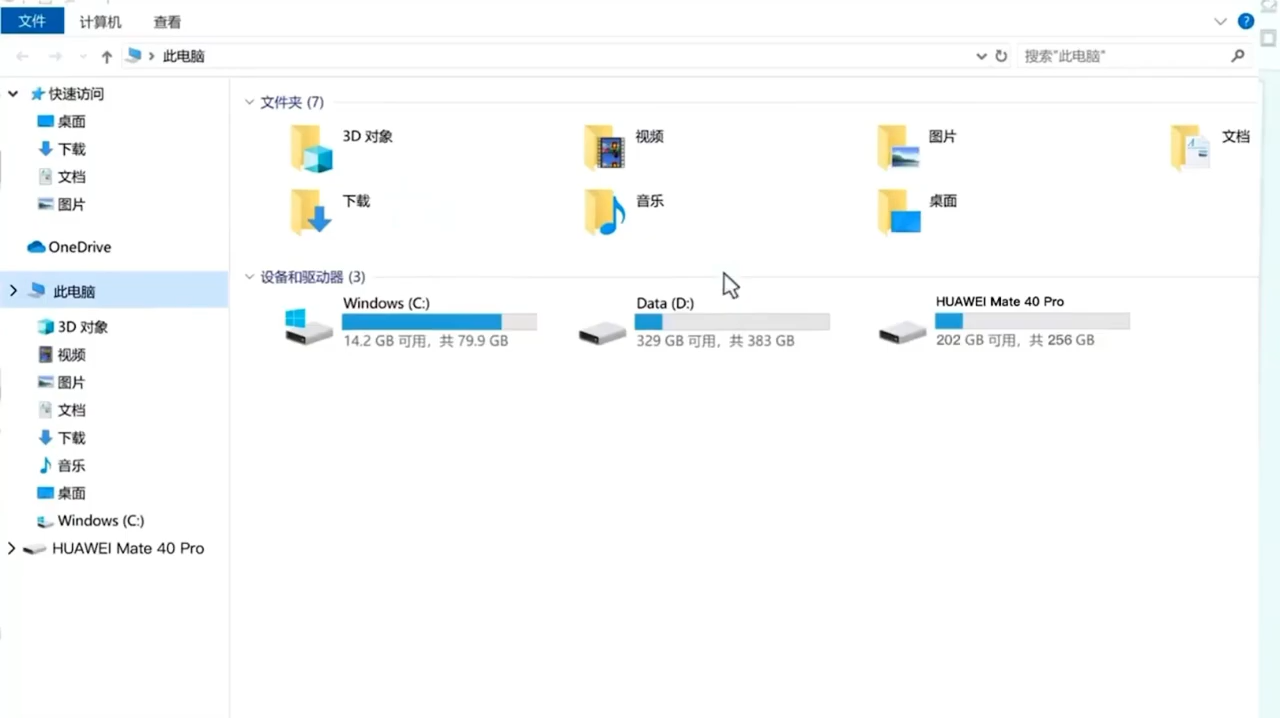 文件 计算机 查看
此电脑 搜索"此电脑"
快速访问
桌面
下载
文档
图片
OneDrive
此电脑
3D 对象
视频
图片
文档
下载
音乐
桌面
Windows (C:)
HUAWEI Mate 40 Pro
文件夹 (7)
3D 对象 视频 图片 文档
下载 音乐 桌面
设备和驱动器 (3)
Windows (C:) Data (D:) HUAWEI Mate 40 Pro
14.2 GB 可用，共 79.9 GB 329 GB 可用，共 383 GB 202 GB 可用，共 256 GB